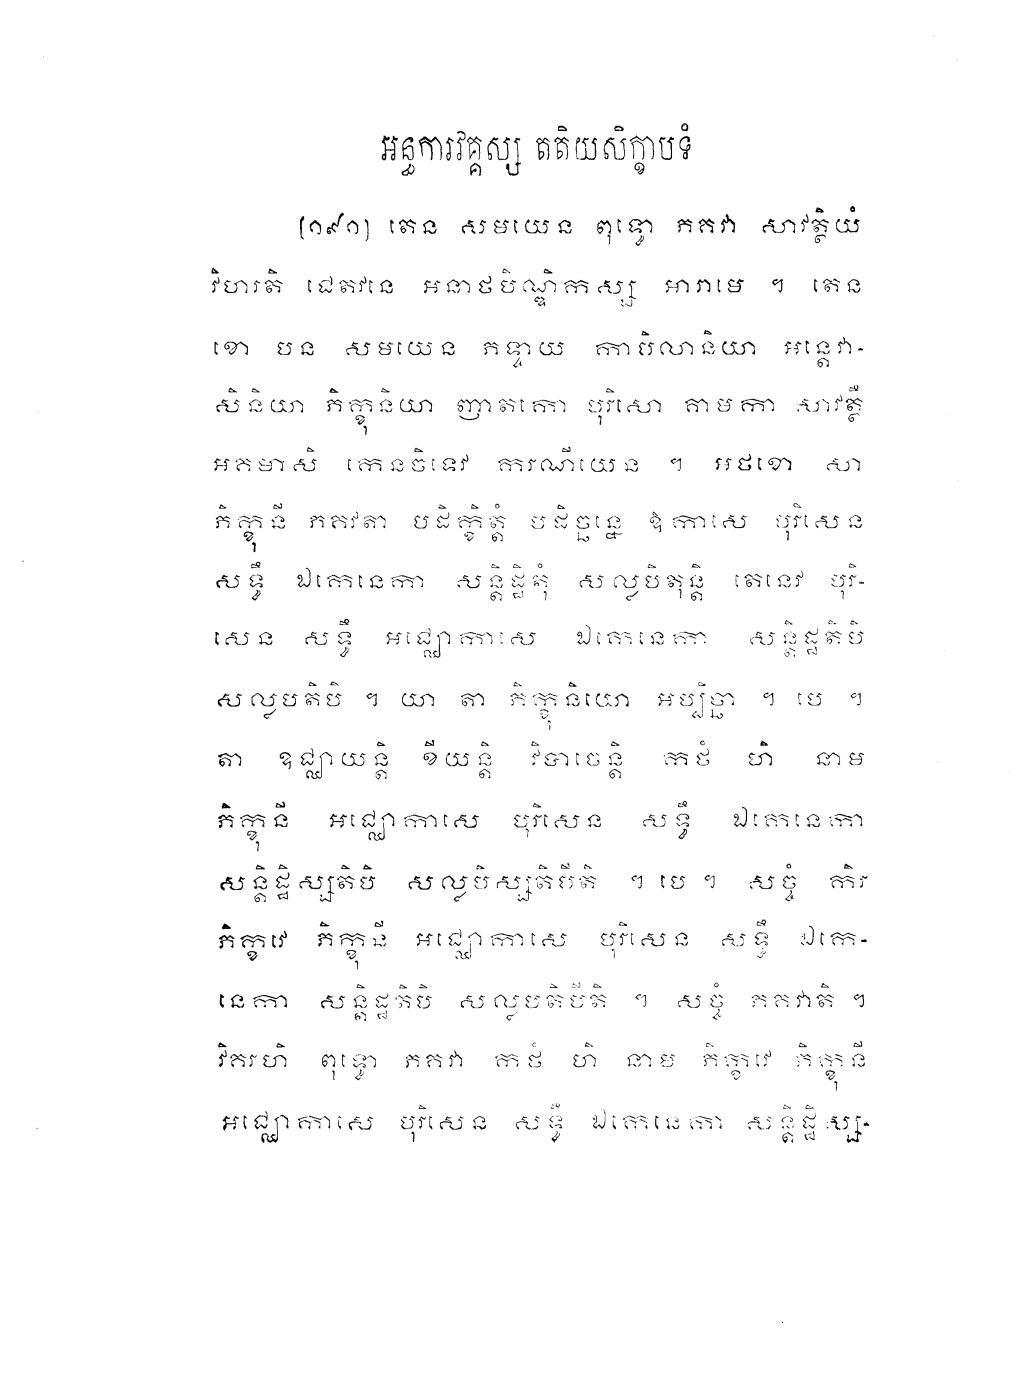 អន្ធការវគ្គស្ស តតិយសិក្ខាបទំ
(១៩១) តេន សមយេន ពុទ្ធោ ភគវា សាវត្ថិយំ
វិហរតិ ជេតវនេ អនាថបិណ្ឌិកស្ស អារាមេ ។ តេន
ខោ បន សមយេន ភទ្ទាយ កាបិលានិយា អន្តេវា-
សិនិយា ភិក្ខុនិយា ញាតកោ បុរិសោ គាមកា សាវត្ថឹ
អគមាសិ កេនចិទេវ ករណីយេន ។ អថខោ សា
ភិក្ខុនី ភគវតា បដិក្ខិត្តំ បដិច្ឆន្នេ ឱកាសេ បុរិសេន
សទ្ធឹ ឯកេនេកា សន្តិដ្ឋិតុំ សល្លបិតុន្តិ តេនេវ បុរិ-
សេន សទ្ធឹ អជ្ឈោកាសេ ឯកេនេកា សន្តិដ្ឋតិបិ
សល្លបតិបិ ។ យា តា ភិក្ខុនិយោ អប្បិច្ឆា ។ បេ ។
តា ឧជ្ឈាយន្តិ ខីយន្តិ វិបាចេន្តិ កថំ ហិ នាម
ភិក្ខុនី អជ្ឈោកាសេ បុរិសេន សទ្ធឹ ឯកេនេកា
សន្តិដ្ឋិស្សតិបិ សល្លបិស្សតិបីតិ ។ បេ ។ សច្ចំ កិរ
ភិក្ខវេ ភិក្ខុនី អជ្ឈោកាសេ បុរិសេន សទ្ធឹ ឯកេ-
នេកា សន្តិដ្ឋតិបិ សល្លបតិបីតិ ។ សច្ចំ ភគវាតិ ។
វិគរហិ ពុទ្ធោ ភគវា កថំ ហិ នាម ភិក្ខវេ ភិក្ខុនី
អជ្ឈោកាសេ បុរិសេន សទ្ធឹ ឯកេនេកា សន្តិដ្ឋិស្ស-